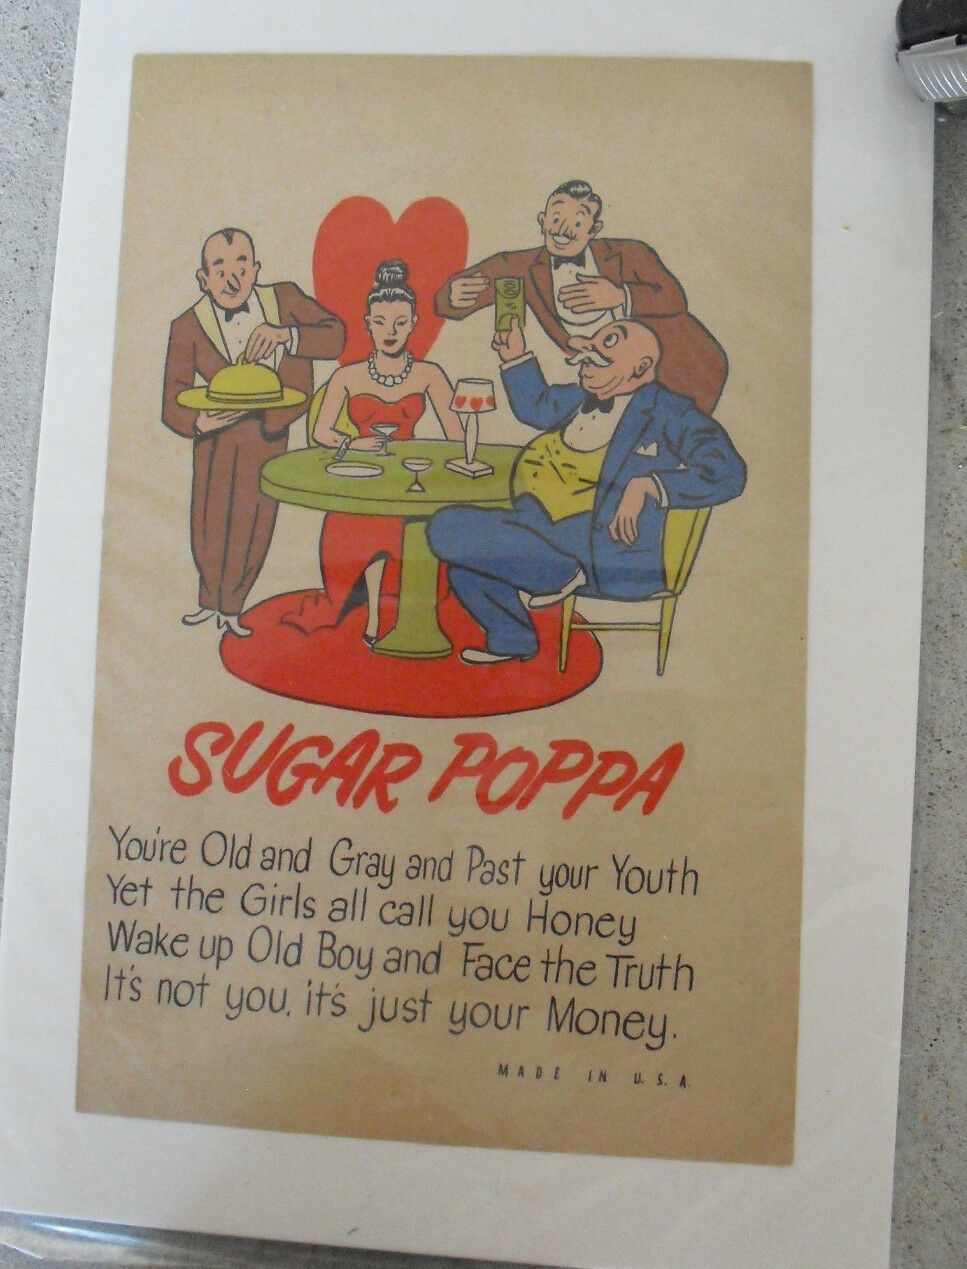 SUGAR POPPA
You're Old and Gray and Past your Youth
Yet the Girls all call you Honey
Wake up Old Boy and Face the Truth
It's not you, it's just your Money.
MADE IN U.S.A.